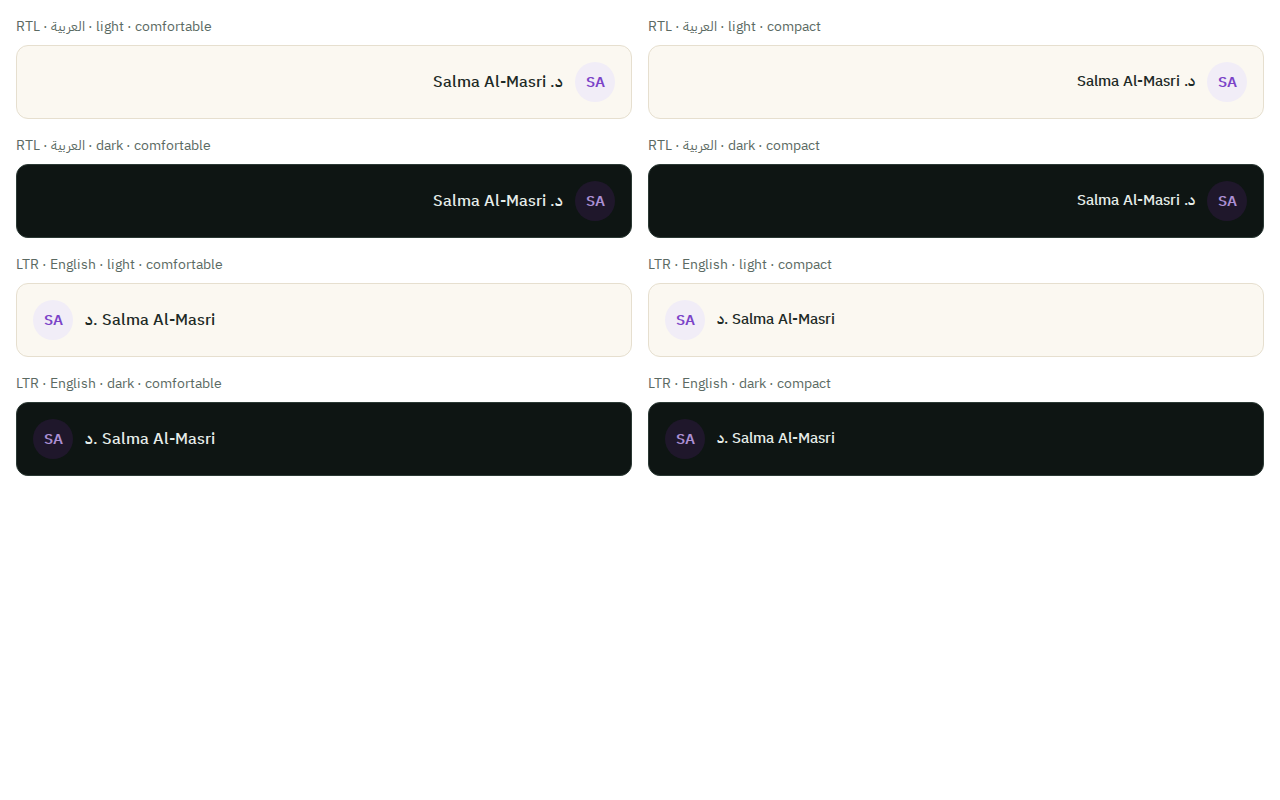 RTL · العربية · light · comfortable
د. Salma Al-Masri
SA
RTL · العربية · light · compact
د. Salma Al-Masri
SA
RTL · العربية · dark · comfortable
د. Salma Al-Masri
SA
RTL · العربية · dark · compact
د. Salma Al-Masri
SA
LTR · English · light · comfortable
SA
د. Salma Al-Masri
LTR · English · light · compact
SA
د. Salma Al-Masri
LTR · English · dark · comfortable
SA
د. Salma Al-Masri
LTR · English · dark · compact
SA
د. Salma Al-Masri